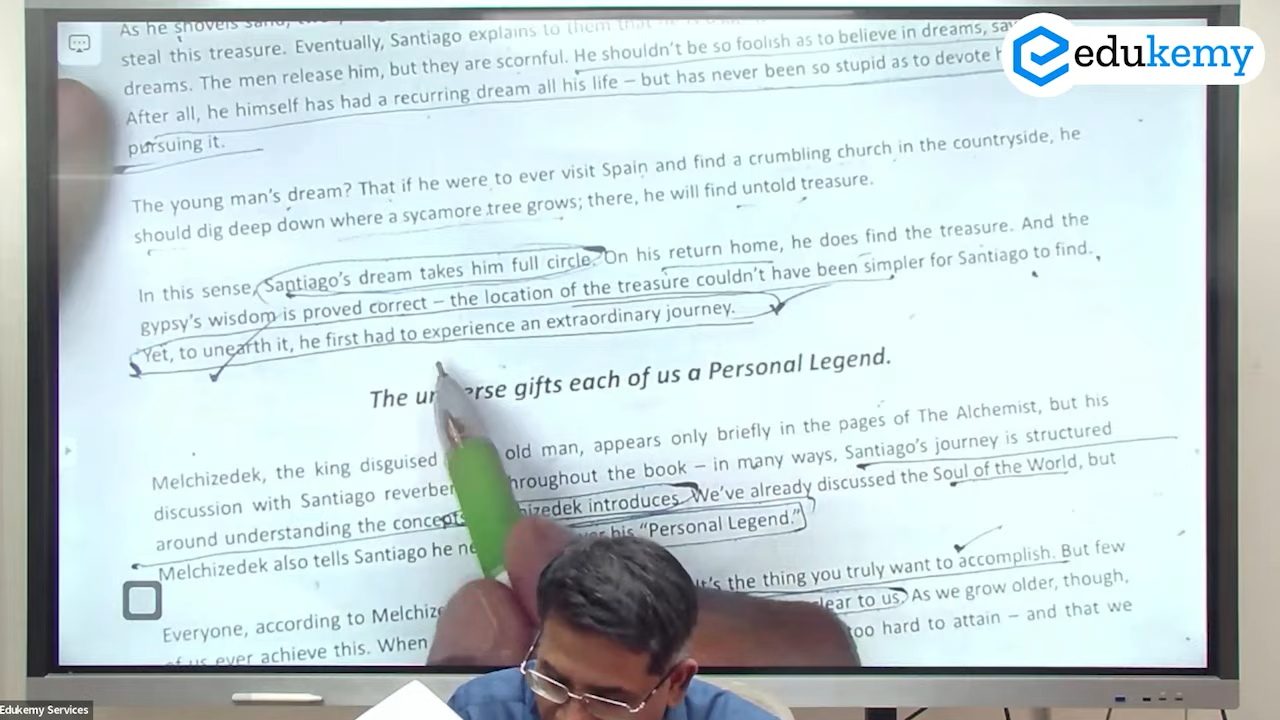 As he shovels sand,
steal this treasure. Eventually, Santiago explains to them that he is
dreams. The men release him, but they are scornful. He shouldn't be so foolish as to believe in dreams,
After all, he himself has had a recurring dream all his life – but has never been so stupid as to devote
pursuing it.
The young man's dream? That if he were to ever visit Spain and find a crumbling church in the countryside, he
should dig deep down where a sycamore tree grows; there, he will find untold treasure.
In this sense, Santiago's dream takes him full circle. On his return home, he does find the treasure. And the
gypsy's wisdom is proved correct – the location of the treasure couldn't have been simpler for Santiago to find.
Yet, to unearth it, he first had to experience an extraordinary journey.
The universe gifts each of us a Personal Legend.
Melchizedek, the king disguised old man, appears only briefly in the pages of The Alchemist, but his
discussion with Santiago throughout the book – in many ways, Santiago's journey is structured
around understanding the concepts introduces. We've already discussed the Soul of the World, but
Melchizedek also tells Santiago he his "Personal Legend."
Everyone, according to It's the thing you truly want to accomplish. But few
of us ever achieve this. When clear to us. As we grow older, though,
too hard to attain – and that we
edukemy
Edukemy Services